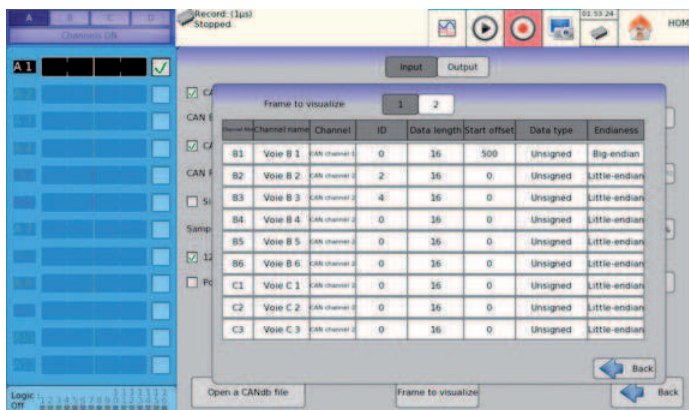 A B C D
Channels ON
Record: (1µs)
Stopped
01 53 24
HOM
A 1
Input Output
Frame to visualize 1 2
Channel name Channel ID Data length Start offset Data type Endianess
B1 Voie B 1 CAN channel 1 0 16 500 Unsigned Big-endian
B2 Voie B 2 CAN channel 2 2 16 0 Unsigned Little-endian
B3 Voie B 3 CAN channel 2 4 16 0 Unsigned Little-endian
B4 Voie B 4 CAN channel 2 0 16 0 Unsigned Little-endian
B5 Voie B 5 CAN channel 2 0 16 0 Unsigned Little-endian
B6 Voie B 6 CAN channel 2 0 16 0 Unsigned Little-endian
C1 Voie C 1 CAN channel 2 0 16 0 Unsigned Little-endian
C2 Voie C 2 CAN channel 2 0 16 0 Unsigned Little-endian
C3 Voie C 3 CAN channel 2 0 16 0 Unsigned Little-endian
Back
CA
CAN
CA
CAN
Si
Samp
12
Open a CANdb file Frame to visualize Back
Logic
Off